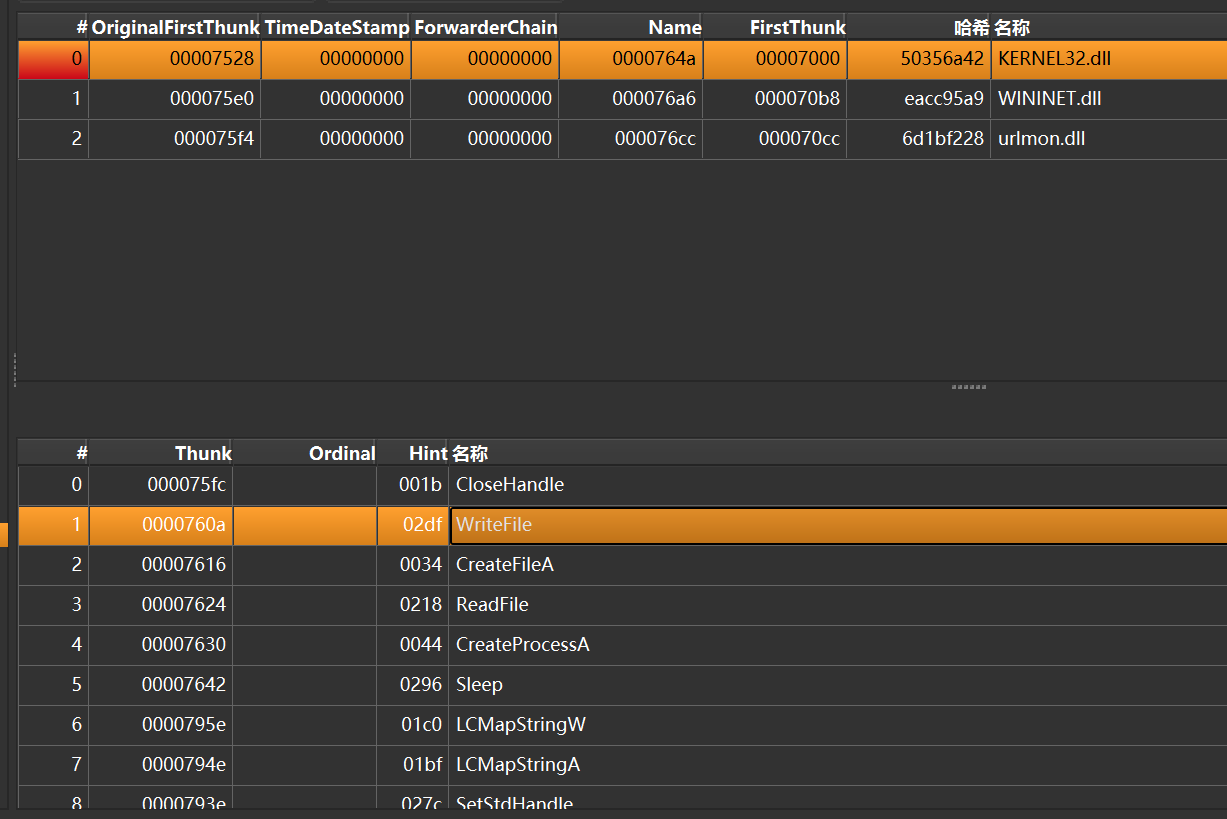 # OriginalFirstThunk TimeDateStamp ForwarderChain Name FirstThunk 哈希 名称
0 00007528 00000000 00000000 0000764a 00007000 50356a42 KERNEL32.dll
1 000075e0 00000000 00000000 000076a6 000070b8 eacc95a9 WININET.dll
2 000075f4 00000000 00000000 000076cc 000070cc 6d1bf228 urlmon.dll
# Thunk Ordinal Hint 名称
0 000075fc 001b CloseHandle
1 0000760a 02df WriteFile
2 00007616 0034 CreateFileA
3 00007624 0218 ReadFile
4 00007630 0044 CreateProcessA
5 00007642 0296 Sleep
6 0000795e 01c0 LCMapStringW
7 0000794e 01bf LCMapStringA
8 0000793e 027c SetStdHandle